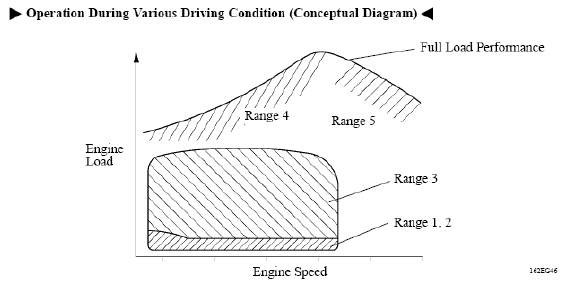 ▶ Operation During Various Driving Condition (Conceptual Diagram) ◀
Full Load Performance
Range 4
Range 5
Engine
Load
Range 3
Range 1, 2
Engine Speed
162EG46